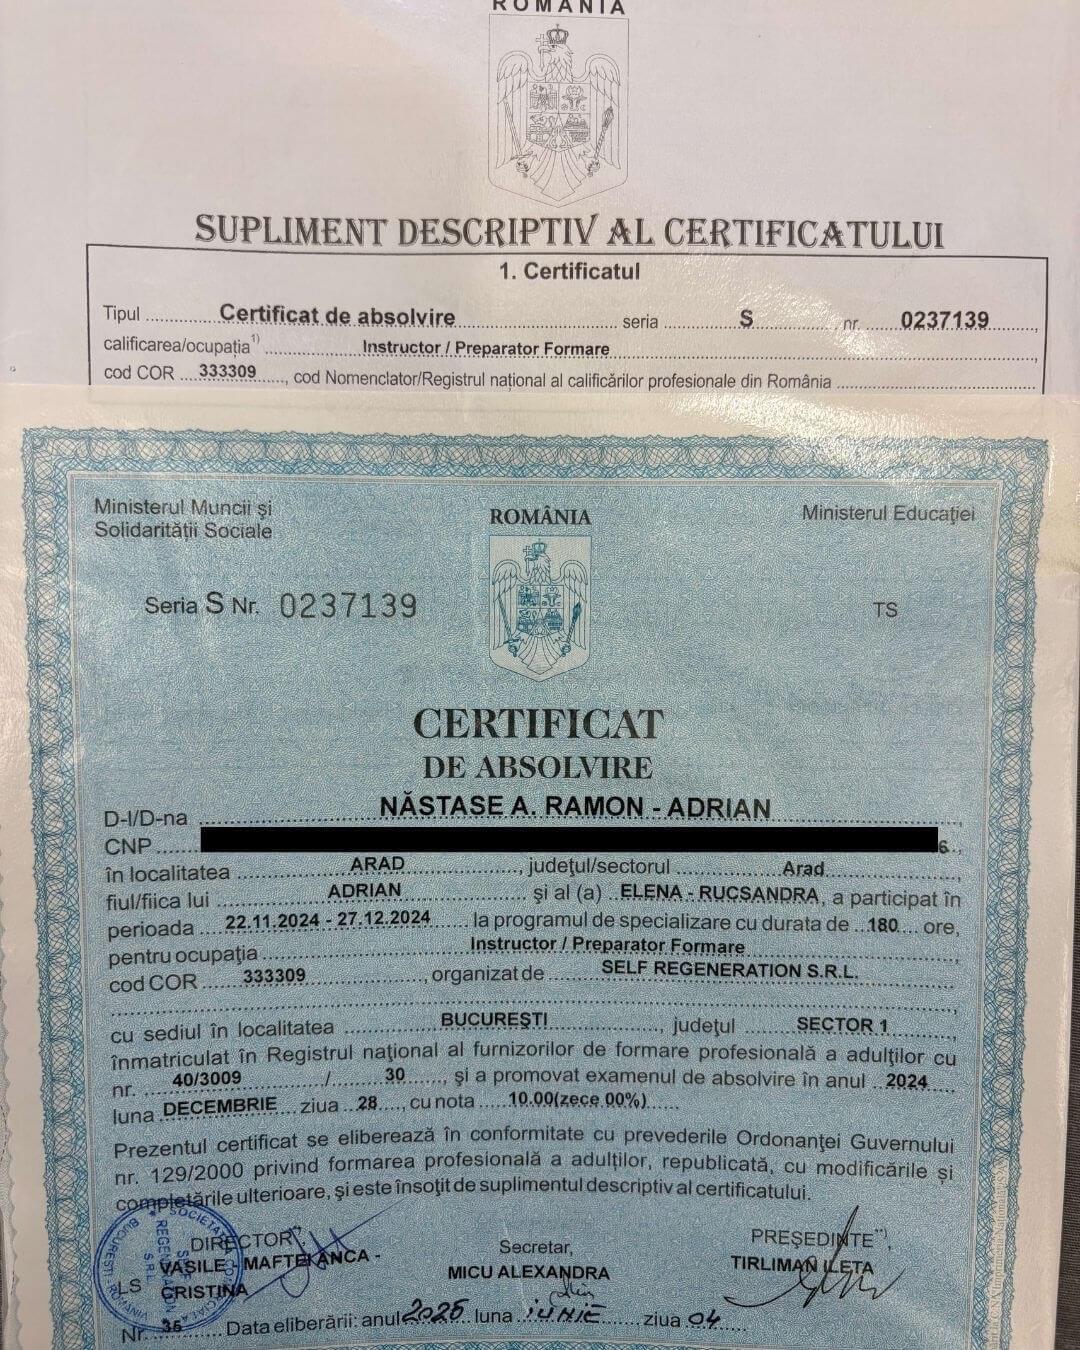 ROMÂNIA
SUPLIMENT DESCRIPTIV AL CERTIFICATULUI
1. Certificatul
Tipul ........ Certificat de absolvire ........ seria ........ S ........ nr. ........ 0237139 ........,
calificarea/ocupația¹⁾ ........ Instructor / Preparator Formare ........,
cod COR ........ 333309 ........, cod Nomenclator/Registrul național al calificărilor profesionale din România ........
Ministerul Muncii și
Solidarității Sociale
ROMÂNIA
Ministerul Educației
Seria S Nr. 0237139
TS
CERTIFICAT
DE ABSOLVIRE
D-l/D-na ........ NĂSTASE A. RAMON - ADRIAN ........,
CNP ........ 6 ..,
în localitatea ........ ARAD ........, județul/sectorul ........ Arad ........,
fiul/fiica lui ........ ADRIAN ........ și al (a) .. ELENA - RUCSANDRA, a participat în
perioada .... 22.11.2024 - 27.12.2024 ...... la programul de specializare cu durata de ..180.... ore,
pentru ocupația ........ Instructor / Preparator Formare ........,
cod COR ........ 333309 ........, organizat de ........ SELF REGENERATION S.R.L. ........
cu sediul în localitatea ........ BUCUREȘTI ........, județul ........ SECTOR 1 ........,
înmatriculat în Registrul național al furnizorilor de formare profesională a adulților cu
nr. .... 40/3009 ......../........ 30 ......, și a promovat examenul de absolvire în anul ..2024....
luna DECEMBRIE ... ziua ..28...., cu nota ..... 10.00(zece 00%)......
Prezentul certificat se eliberează în conformitate cu prevederile Ordonanței Guvernului
nr. 129/2000 privind formarea profesională a adulților, republicată, cu modificările și
completările ulterioare, și este însoțit de suplimentul descriptiv al certificatului.
DIRECTOR*),
VASILE - MAFTEI ANCA -
LS CRISTINA
Secretar,
MICU ALEXANDRA
PREȘEDINTE**),
TIRLIMAN ILETA
SOCIETATEA
REGENERATION
S.R.L.
BUCUREȘTI
Nr. .. 35 ...... Data eliberării: anul 2025 luna .. IUNIE .... ziua 04 ....